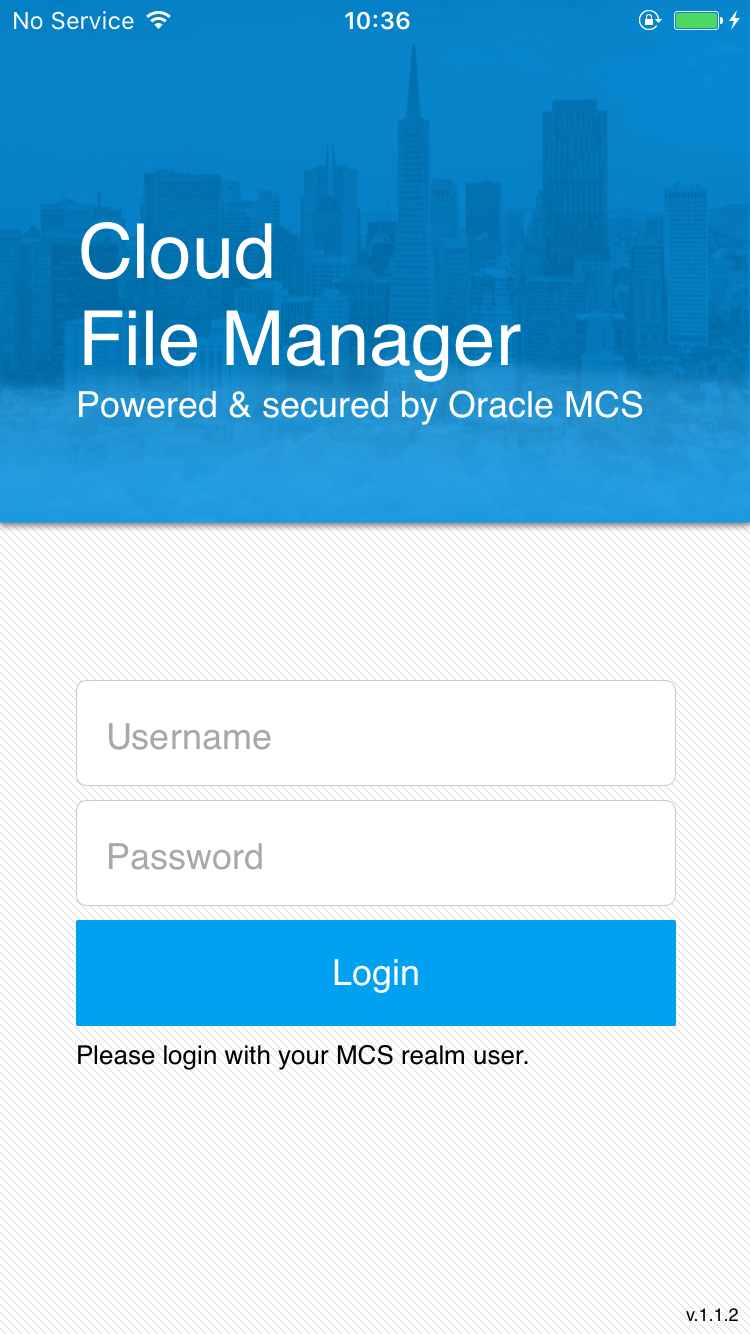 No Service 10:36
Cloud
File Manager
Powered & secured by Oracle MCS
Username
Password
Login
Please login with your MCS realm user.
v.1.1.2